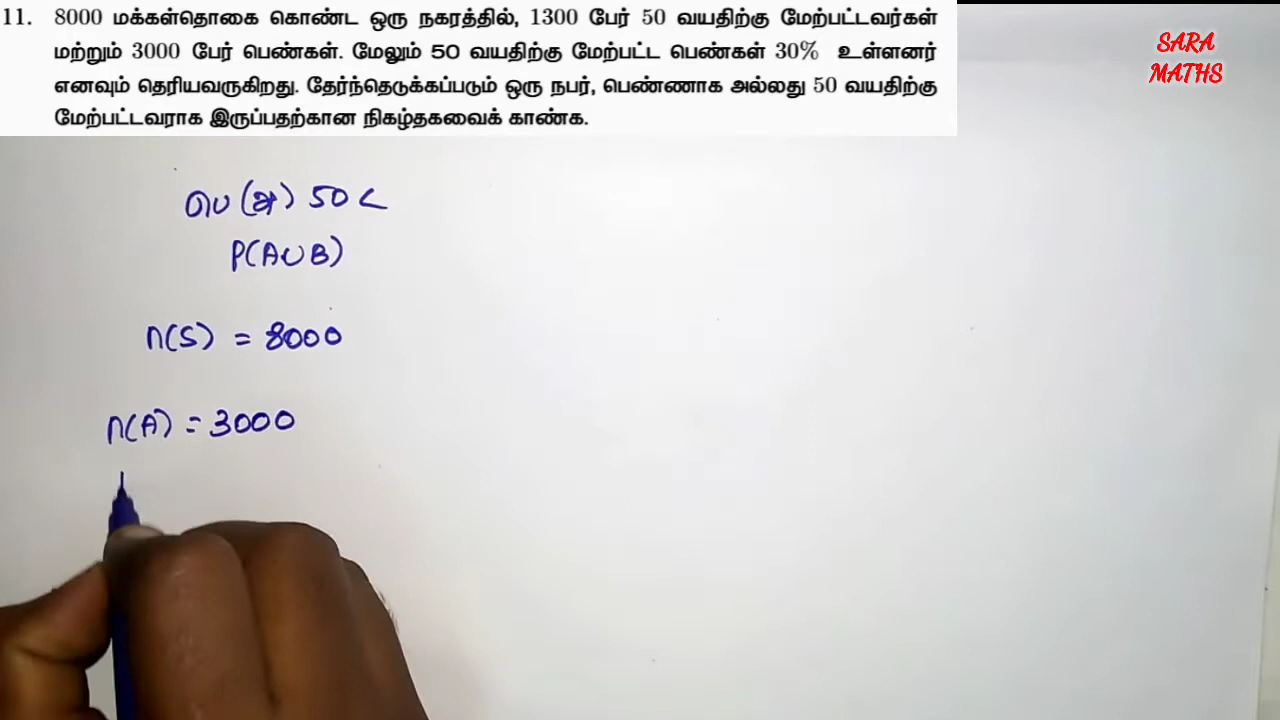 11. 8000 மக்கள்தொகை கொண்ட ஒரு நகரத்தில், 1300 பேர் 50 வயதிற்கு மேற்பட்டவர்கள்
மற்றும் 3000 பேர் பெண்கள். மேலும் 50 வயதிற்கு மேற்பட்ட பெண்கள் 30% உள்ளனர்
எனவும் தெரியவருகிறது. தேர்ந்தெடுக்கப்படும் ஒரு நபர், பெண்ணாக அல்லது 50 வயதிற்கு
மேற்பட்டவராக இருப்பதற்கான நிகழ்தகவைக் காண்க.
SARA
MATHS
பெ (அ) 50 <
P(A∪B)
n(S) = 8000
n(A) = 3000